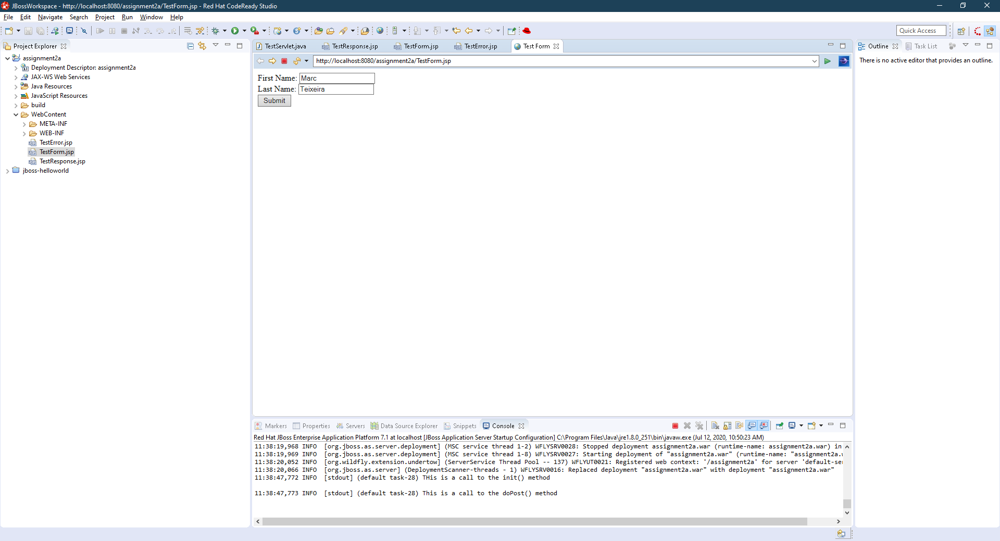 JBossWorkspace - http://localhost:8080/assignment2a/TestForm.jsp - Red Hat CodeReady Studio
File Edit Navigate Search Project Run Window Help
Quick Access
Project Explorer
assignment2a
Deployment Descriptor: assignment2a
JAX-WS Web Services
Java Resources
JavaScript Resources
build
WebContent
META-INF
WEB-INF
TestError.jsp
TestForm.jsp
TestResponse.jsp
jboss-helloworld
TestServlet.java TestResponse.jsp TestForm.jsp TestError.jsp Test Form
http://localhost:8080/assignment2a/TestForm.jsp
First Name: Marc
Last Name: Teixeira
Submit
Outline Task List
There is no active editor that provides an outline.
Markers Properties Servers Data Source Explorer Snippets Console
Red Hat JBoss Enterprise Application Platform 7.1 at localhost [JBoss Application Server Startup Configuration] C:\Program Files\Java\jre1.8.0_251\bin\javaw.exe (Jul 12, 2020, 10:50:23 AM)
11:38:19,968 INFO [org.jboss.as.server.deployment] (MSC service thread 1-2) WFLYSRV0028: Stopped deployment assignment2a.war (runtime-name: assignment2a.war) in
11:38:19,969 INFO [org.jboss.as.server.deployment] (MSC service thread 1-8) WFLYSRV0027: Starting deployment of "assignment2a.war" (runtime-name: "assignment2a.w
11:38:20,052 INFO [org.wildfly.extension.undertow] (ServerService Thread Pool -- 137) WFLYUT0021: Registered web context: '/assignment2a' for server 'default-se
11:38:20,066 INFO [org.jboss.as.server] (DeploymentScanner-threads - 1) WFLYSRV0016: Replaced deployment "assignment2a.war" with deployment "assignment2a.war"
11:38:47,772 INFO [stdout] (default task-28) THis is a call to the init() method
11:38:47,773 INFO [stdout] (default task-28) This is a call to the doPost() method